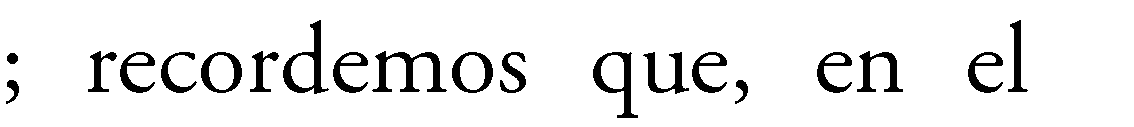 ; recordemos que, en el